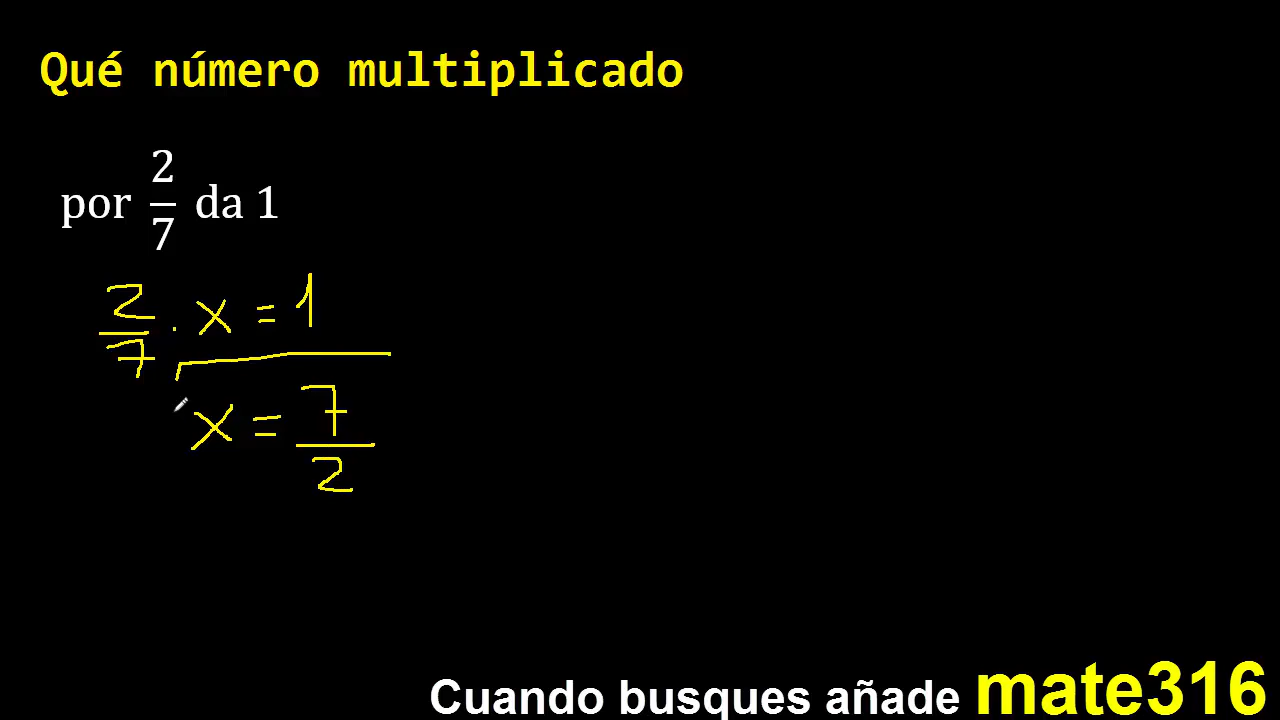 Qué número multiplicado
por 2/7 da 1
2/7 . x = 1
x = 7/2
Cuando busques añade mate316